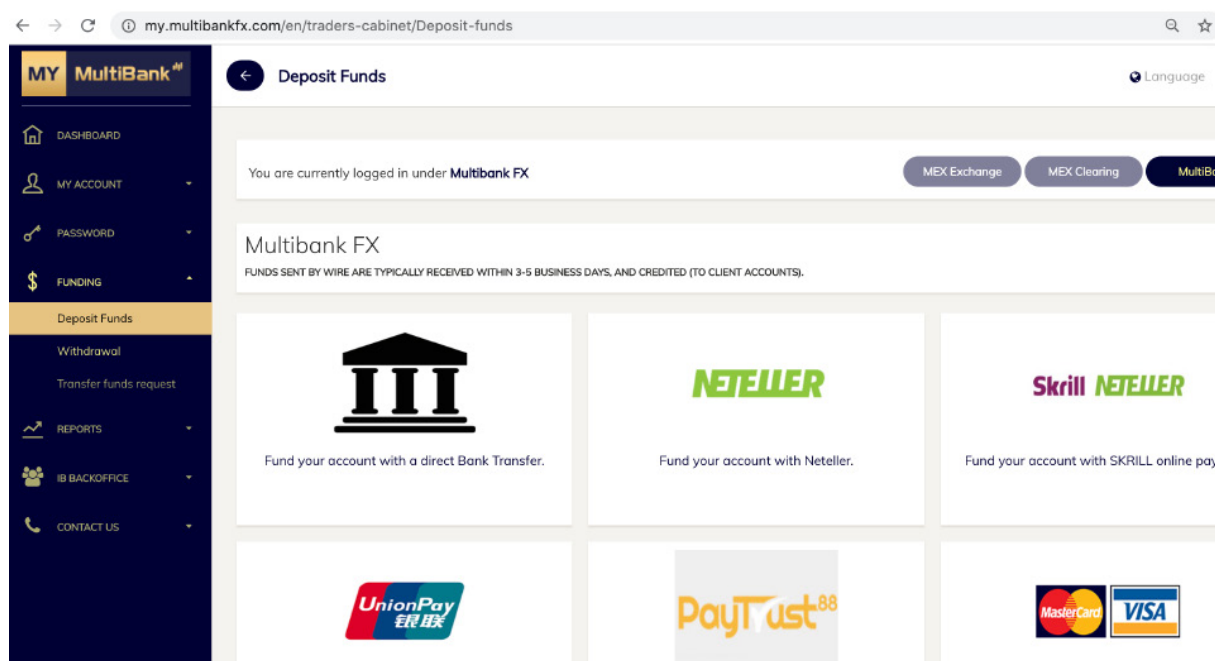 my.multibankfx.com/en/traders-cabinet/Deposit-funds
MY MultiBank
Deposit Funds
Language
DASHBOARD
MY ACCOUNT
PASSWORD
FUNDING
Deposit Funds
Withdrawal
Transfer funds request
REPORTS
IB BACKOFFICE
CONTACT US
You are currently logged in under Multibank FX
MEX Exchange
MEX Clearing
MultiBa
Multibank FX
FUNDS SENT BY WIRE ARE TYPICALLY RECEIVED WITHIN 3-5 BUSINESS DAYS, AND CREDITED (TO CLIENT ACCOUNTS).
Fund your account with a direct Bank Transfer.
NETELLER
Fund your account with Neteller.
Skrill NETELLER
Fund your account with SKRILL online pay
UnionPay
银联
PayTrust88
MasterCard
VISA